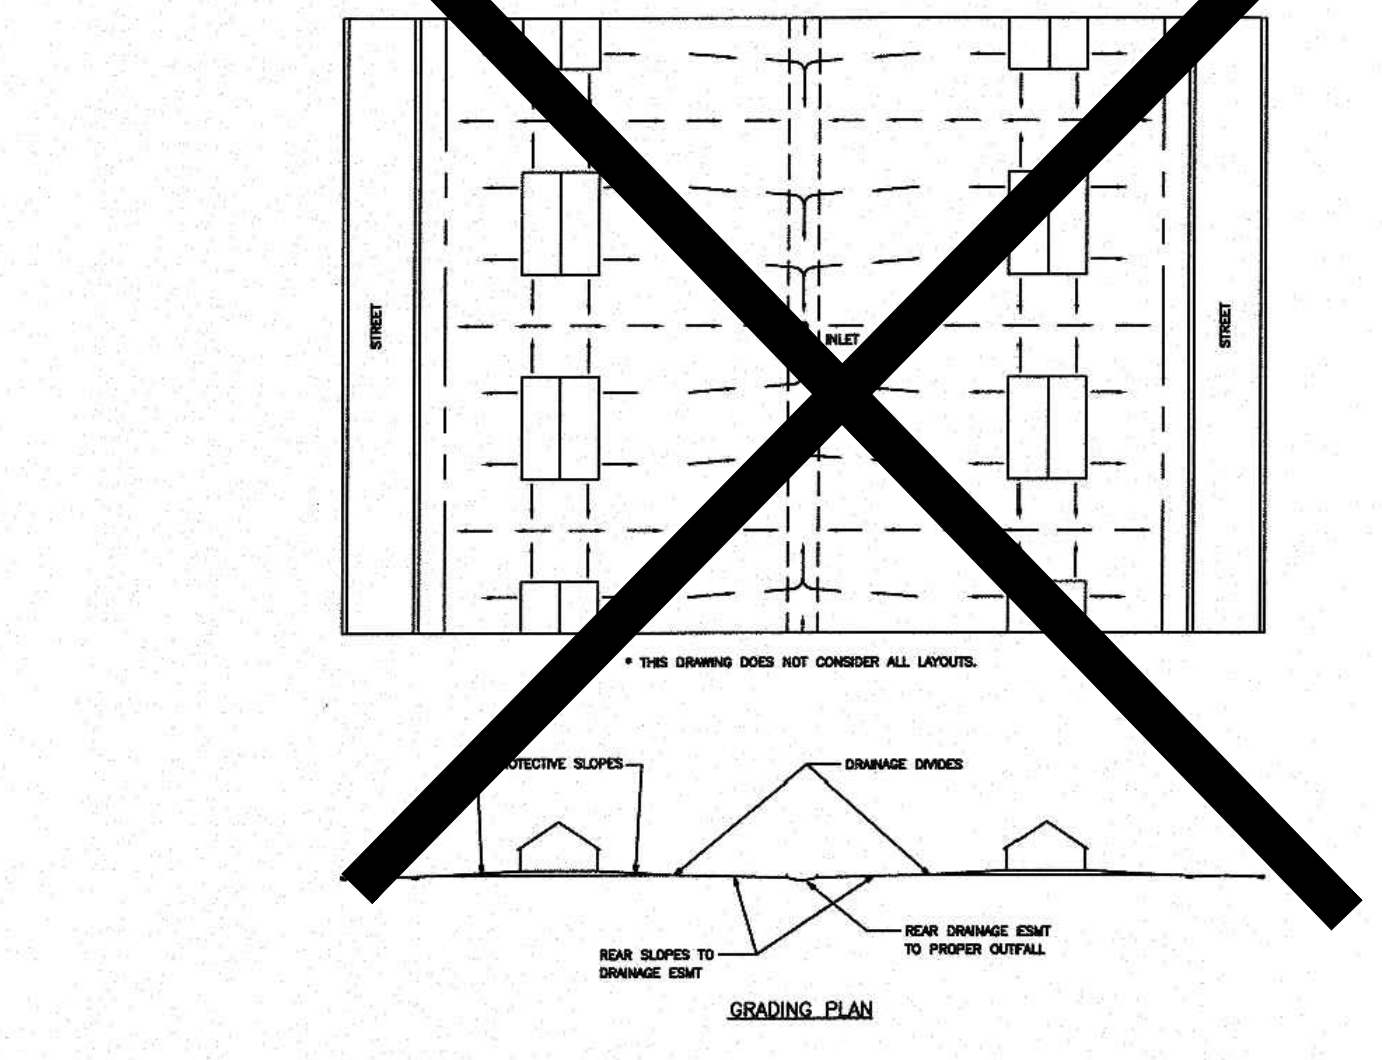 STREET
INLET
STREET
* THIS DRAWING DOES NOT CONSIDER ALL LAYOUTS.
OTECTIVE SLOPES
DRAINAGE DIVIDES
REAR DRAINAGE ESMT
TO PROPER OUTFALL
REAR SLOPES TO
DRAINAGE ESMT
GRADING PLAN